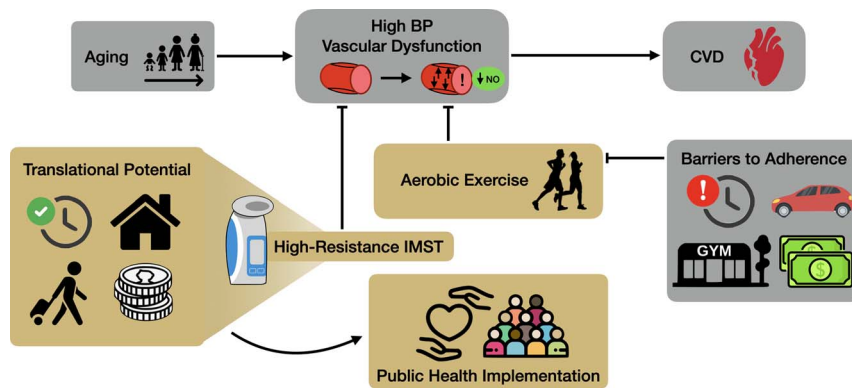 Aging
High BP
Vascular Dysfunction
! ↓ NO
CVD
Translational Potential
High-Resistance IMST
Aerobic Exercise
Barriers to Adherence
!
GYM
$
Public Health Implementation